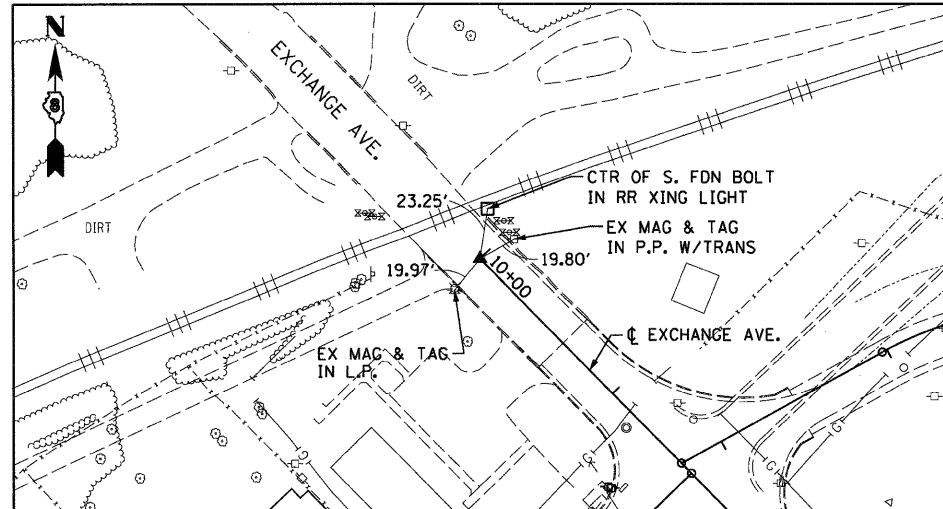 N
S
EXCHANGE AVE.
DIRT
DIRT
CTR OF S. FDN BOLT
IN RR XING LIGHT
23.25'
EX MAG & TAG
IN P.P. W/TRANS
19.80'
10+00
19.97'
℄ EXCHANGE AVE.
EX MAG & TAG
IN L.P.
G
G
G
G
G